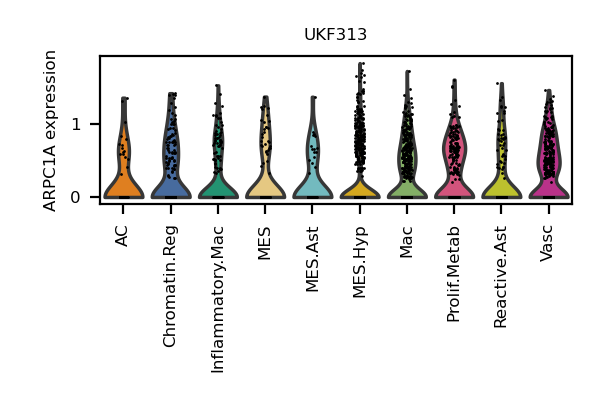 UKF313
ARPC1A expression
1
0
AC
Chromatin.Reg
Inflammatory.Mac
MES
MES.Ast
MES.Hyp
Mac
Prolif.Metab
Reactive.Ast
Vasc